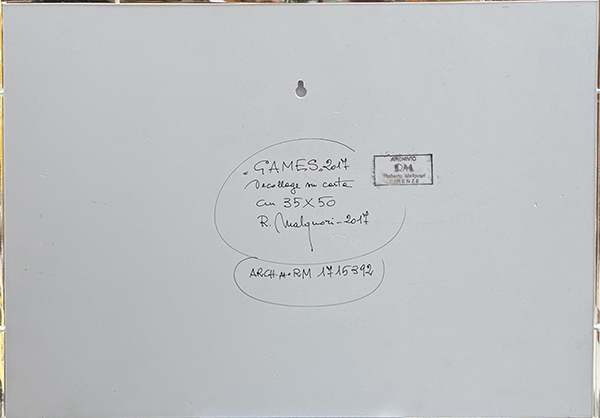 "GAMES" 2017
Decollage su carta
cm 35X50
R. Malquori - 2017
ARCH. N° RM 1715392
ARCHIVIO
RM
Roberto Malquori
FIRENZE